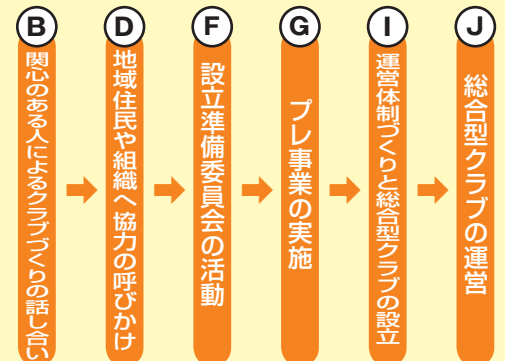 B
関心のある人によるクラブづくりの話し合い
D
地域住民や組織へ協力の呼びかけ
F
設立準備委員会の活動
G
プレ事業の実施
I
運営体制づくりと総合型クラブの設立
J
総合型クラブの運営